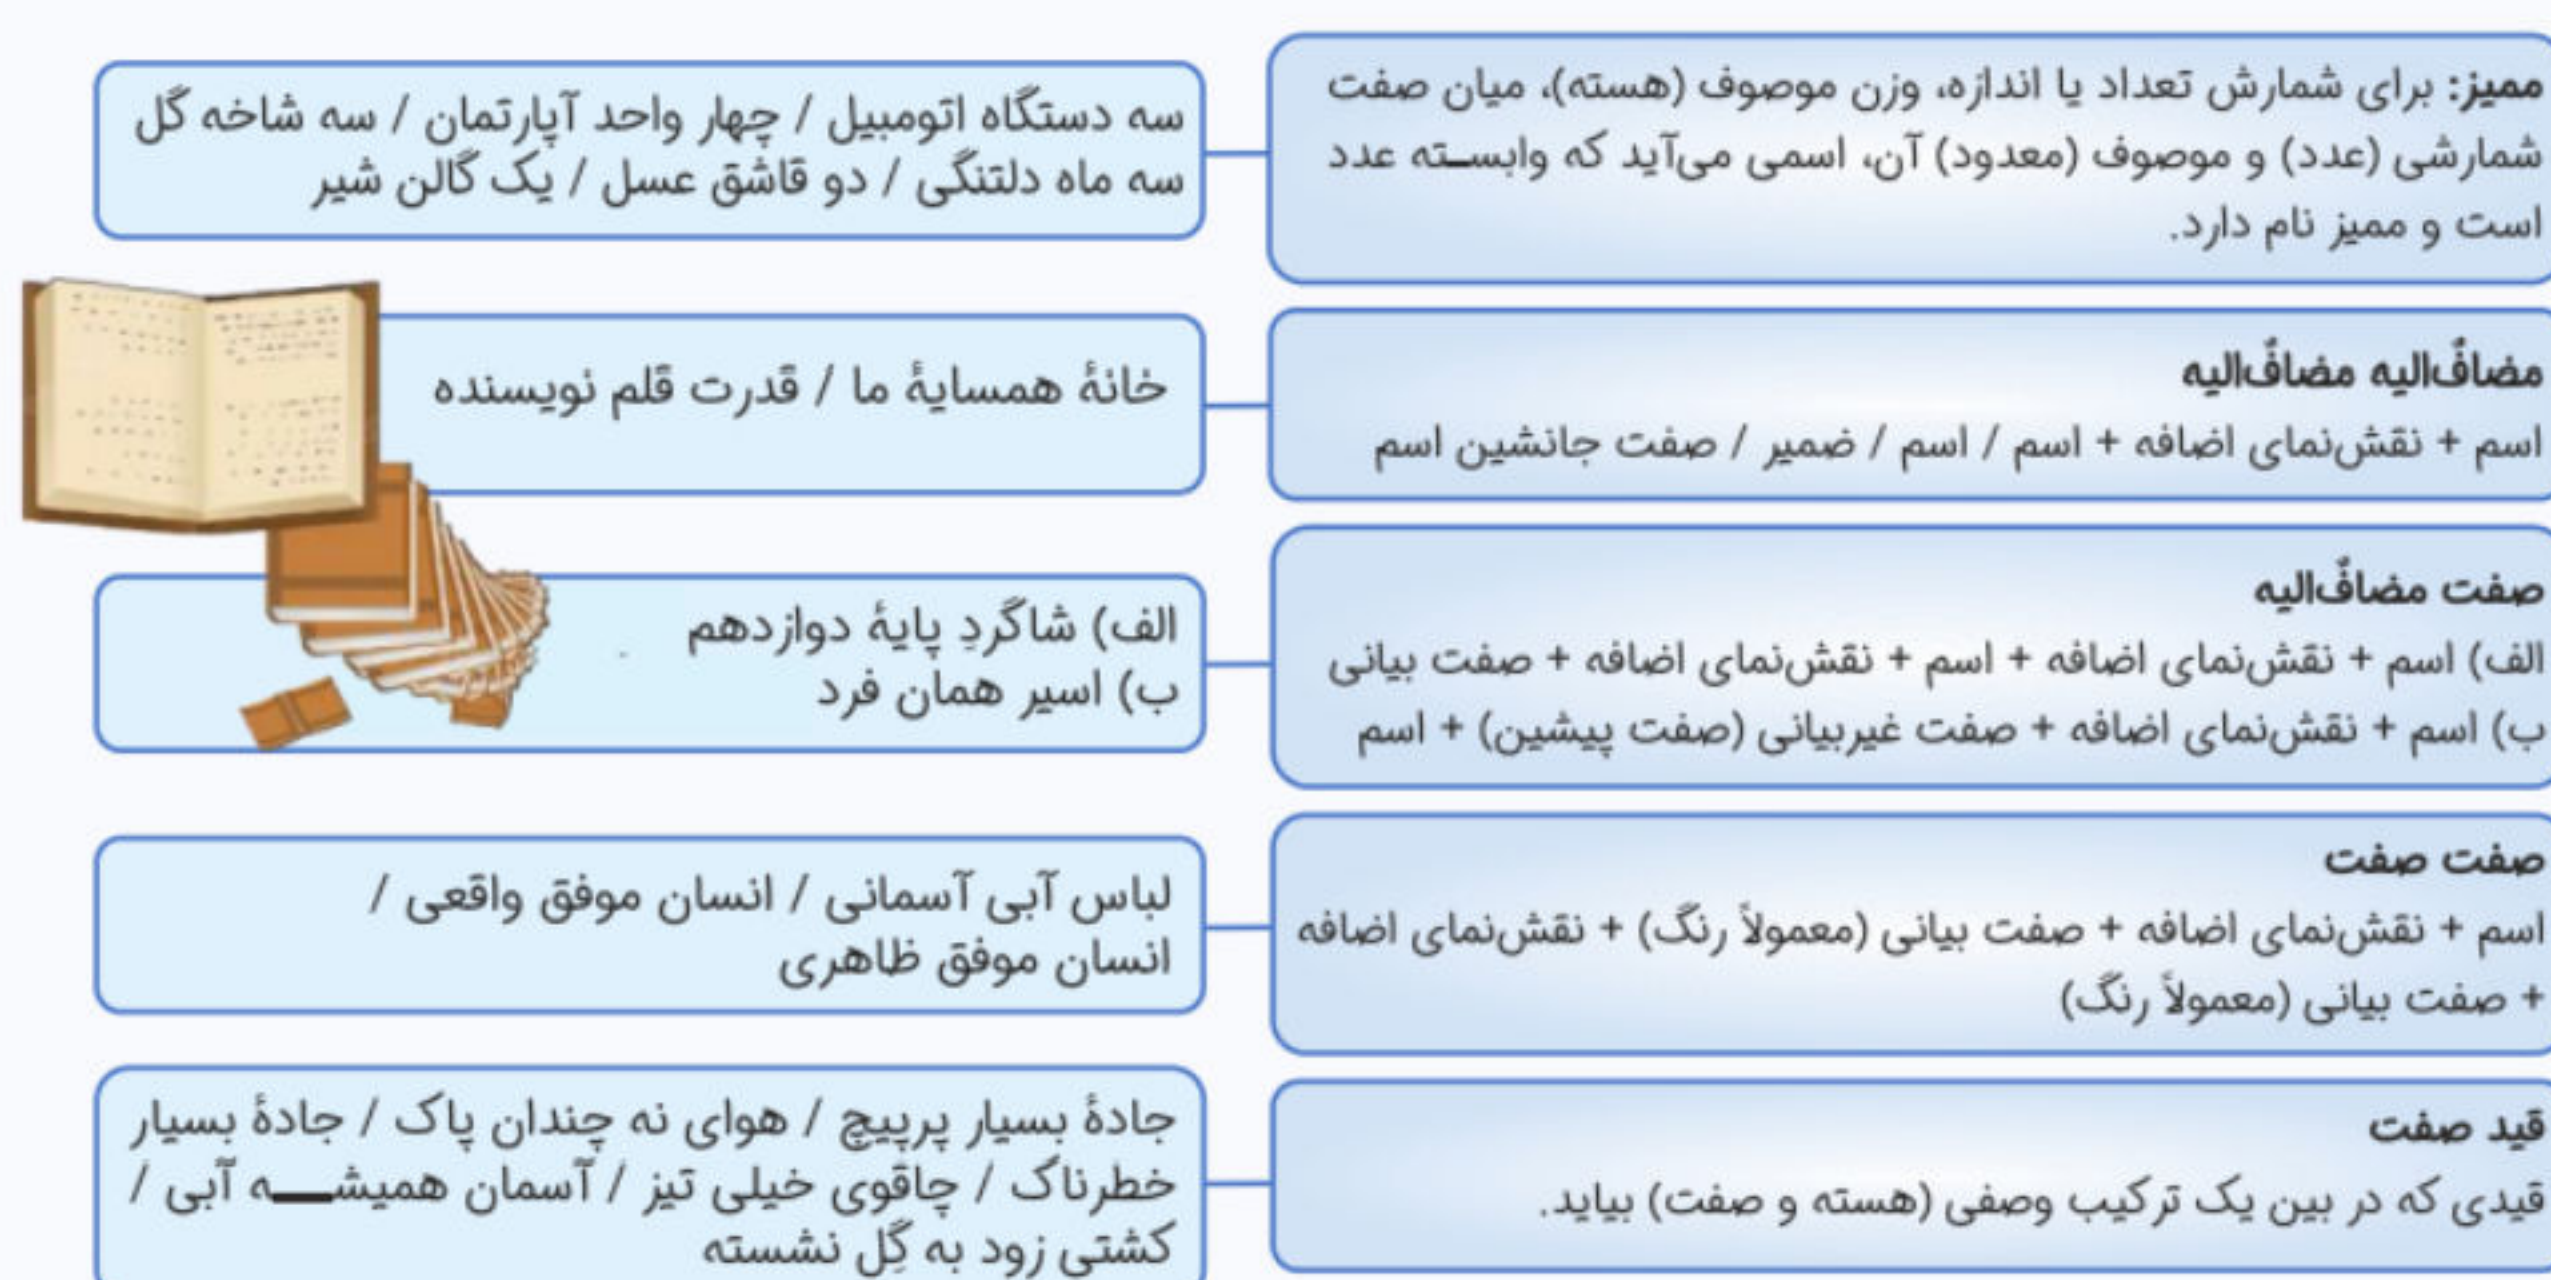 ممیز: برای شمارش تعداد یا اندازه، وزن موصوف (هسته)، میان صفت
شمارشی (عدد) و موصوف (معدود) آن، اسمی می‌آید که وابسته عدد
است و ممیز نام دارد.
سه دستگاه اتومبیل / چهار واحد آپارتمان / سه شاخه گل
سه ماه دلتنگی / دو قاشق عسل / یک گالن شیر
مضافٌ‌الیه مضافٌ‌الیه
اسم + نقش‌نمای اضافه + اسم / اسم / ضمیر / صفت جانشین اسم
خانهٔ همسایهٔ ما / قدرت قلم نویسنده
صفت مضافٌ‌الیه
الف) اسم + نقش‌نمای اضافه + اسم + نقش‌نمای اضافه + صفت بیانی
ب) اسم + نقش‌نمای اضافه + صفت غیربیانی (صفت پیشین) + اسم
الف) شاگردِ پایهٔ دوازدهم
ب) اسیر همان فرد
صفت صفت
اسم + نقش‌نمای اضافه + صفت بیانی (معمولاً رنگ) + نقش‌نمای اضافه
+ صفت بیانی (معمولاً رنگ)
لباس آبی آسمانی / انسان موفق واقعی /
انسان موفق ظاهری
قید صفت
قیدی که در بین یک ترکیب وصفی (هسته و صفت) بیاید.
جادهٔ بسیار پرپیچ / هوای نه چندان پاک / جادهٔ بسیار
خطرناک / چاقوی خیلی تیز / آسمان همیشـــه آبی /
کشتی زود به گِل نشسته